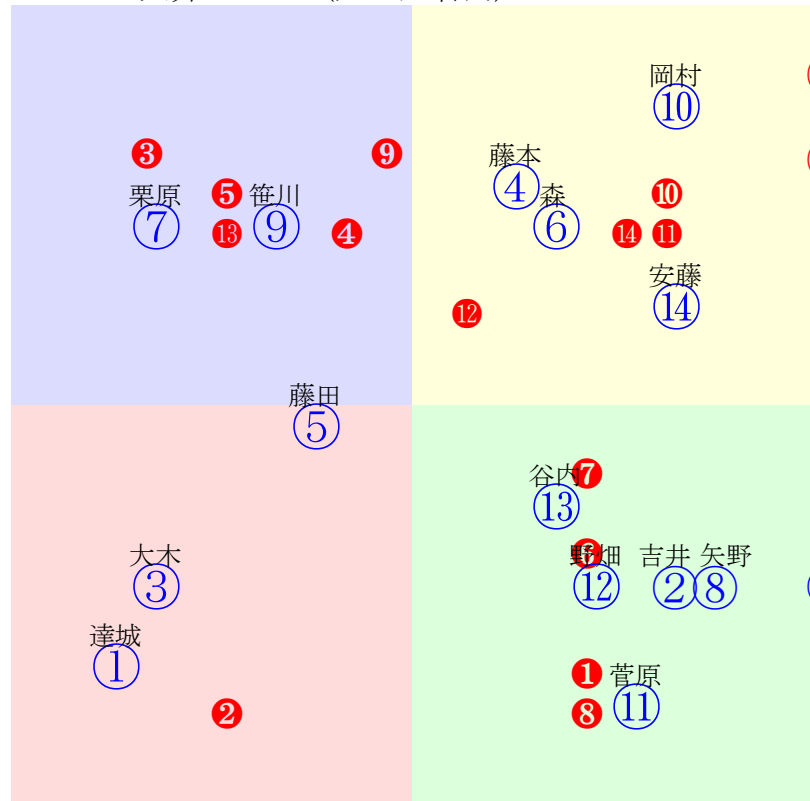 岡村
⑩
❸ ❾ 藤本
栗原 ❺ 笹川 ④ 森 ❿
⑦ ⓭ ⑨ ❹ ⑥ ⓮ ⓫
安藤
⓬ ⑭
藤田
⑤
谷内 ❼
⑬
大木 野畑 ❻ 吉井 矢野
③ ⑫ ② ⑧
達城
① ❶ 菅原
❷ ❽ ⑪